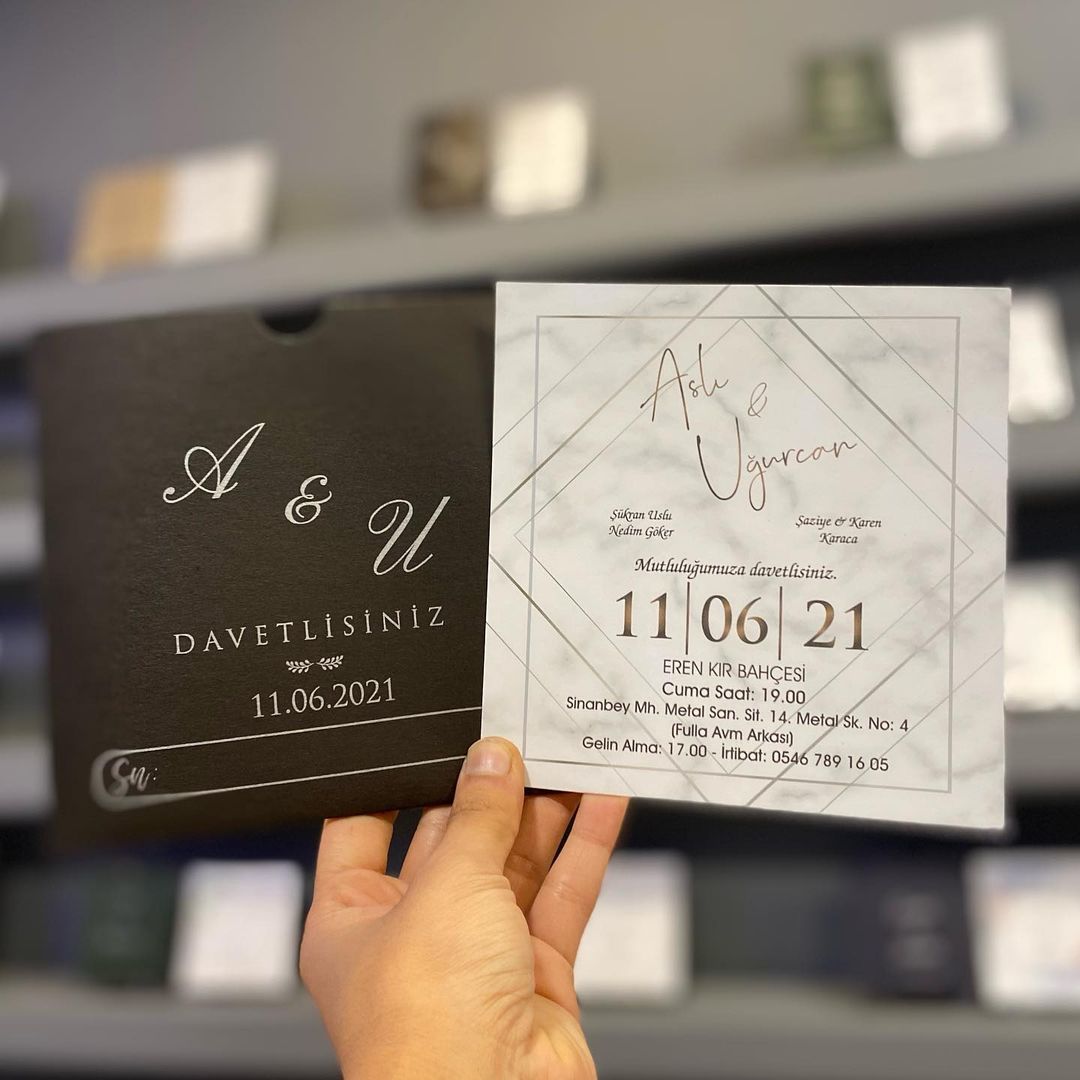 A
&
U
DAVETLİSİNİZ
11.06.2021
Sn:
Aslı
&
Uğurcan
Şükran Uslu
Nedim Göker
Şaziye & Karen
Karaca
Mutluluğumuza davetlisiniz.
11|06|21
EREN KIR BAHÇESİ
Cuma Saat: 19.00
Sinanbey Mh. Metal San. Sit. 14. Metal Sk. No: 4
(Fulla Avm Arkası)
Gelin Alma: 17.00 - İrtibat: 0546 789 16 05